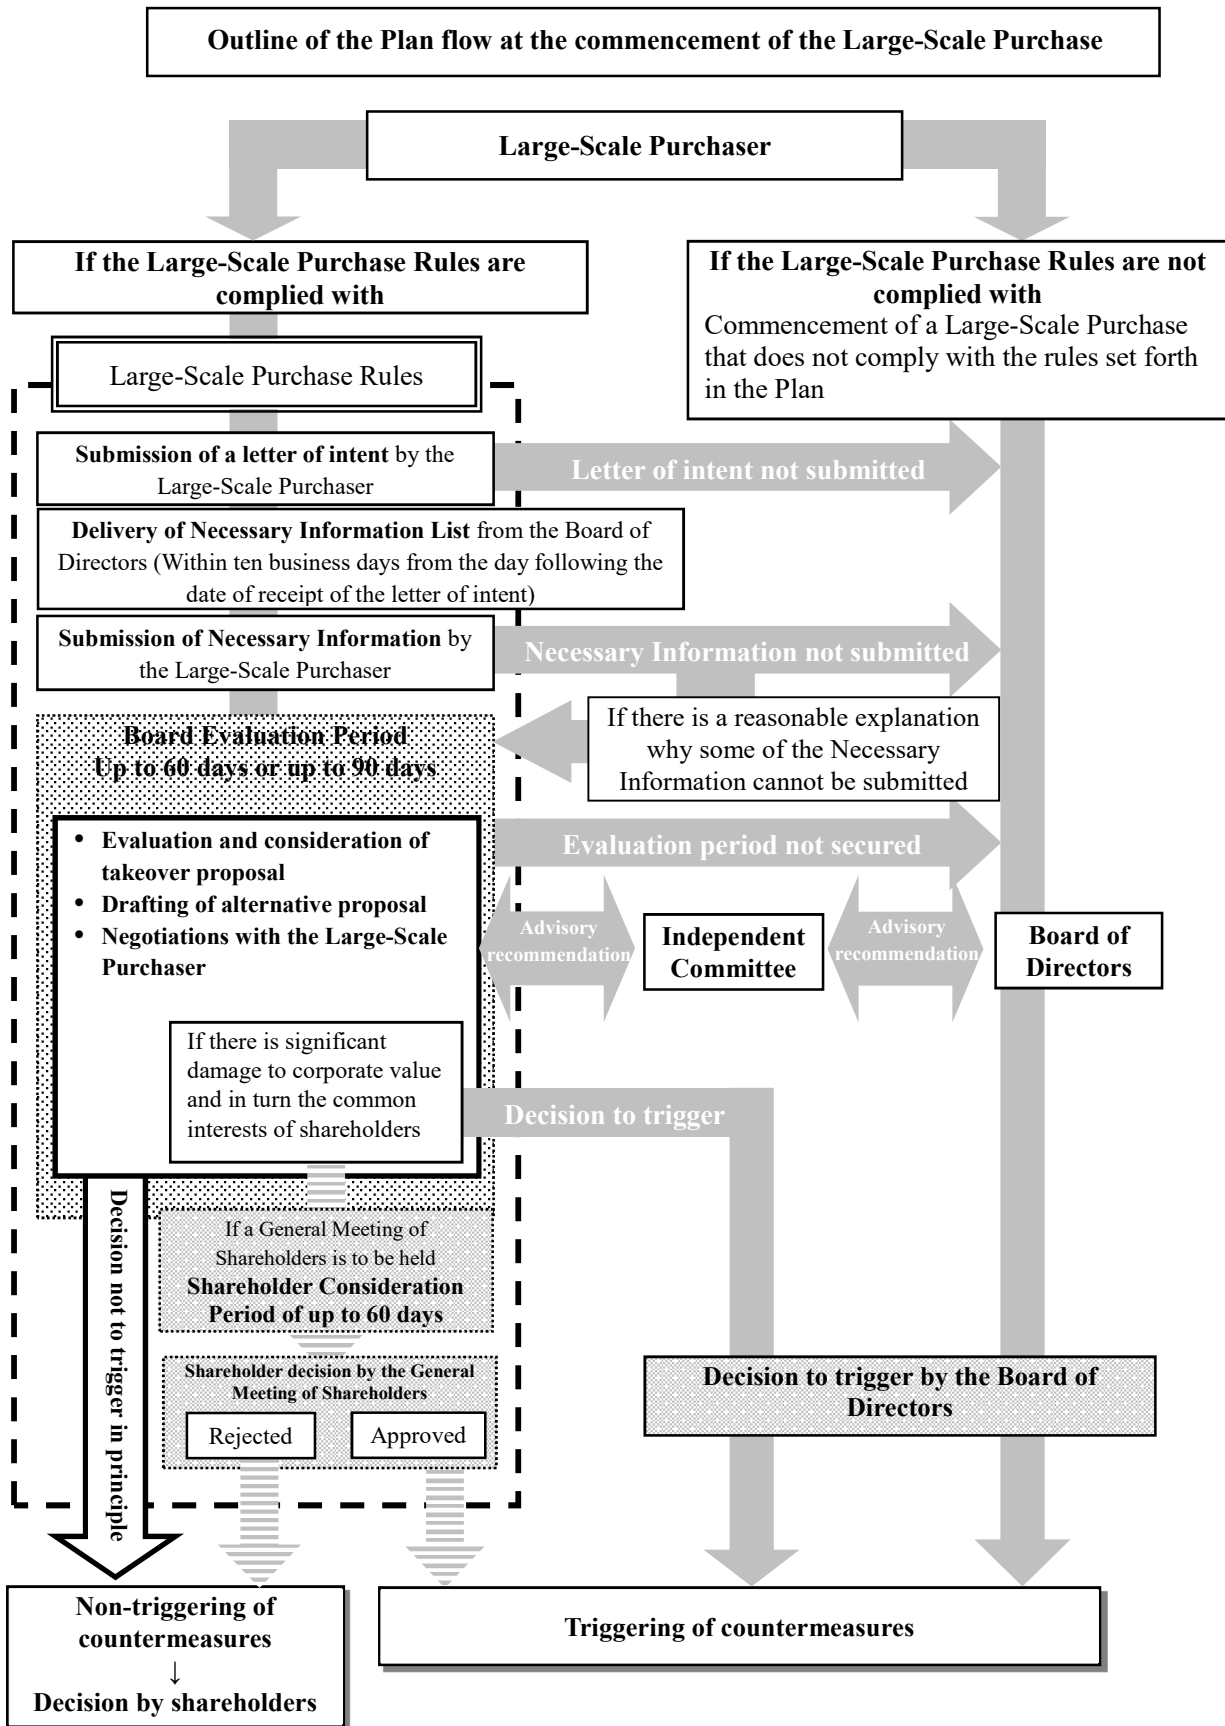 Outline of the Plan flow at the commencement of the Large-Scale Purchase
Large-Scale Purchaser
If the Large-Scale Purchase Rules are
complied with
If the Large-Scale Purchase Rules are not
complied with
Commencement of a Large-Scale Purchase
that does not comply with the rules set forth
in the Plan
Large-Scale Purchase Rules
Submission of a letter of intent by the
Large-Scale Purchaser
Letter of intent not submitted
Delivery of Necessary Information List from the Board of
Directors (Within ten business days from the day following the
date of receipt of the letter of intent)
Submission of Necessary Information by
the Large-Scale Purchaser
Necessary Information not submitted
If there is a reasonable explanation
why some of the Necessary
Information cannot be submitted
Board Evaluation Period
Up to 60 days or up to 90 days
• Evaluation and consideration of
takeover proposal
• Drafting of alternative proposal
• Negotiations with the Large-Scale
Purchaser
Evaluation period not secured
Advisory
recommendation
Independent
Committee
Advisory
recommendation
Board of
Directors
If there is significant
damage to corporate value
and in turn the common
interests of shareholders
Decision to trigger
Decision not to trigger in principle
If a General Meeting of
Shareholders is to be held
Shareholder Consideration
Period of up to 60 days
Shareholder decision by the General
Meeting of Shareholders
Rejected
Approved
Decision to trigger by the Board of
Directors
Non-triggering of
countermeasures
↓
Decision by shareholders
Triggering of countermeasures